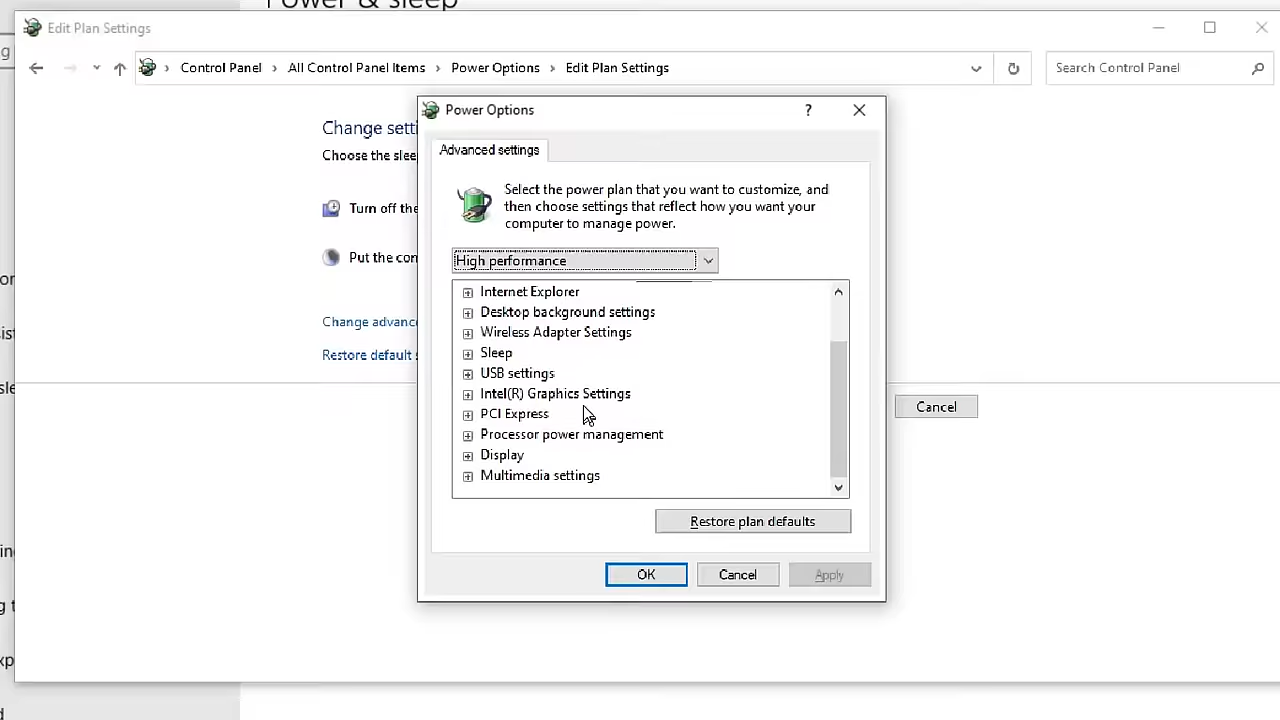 Power & sleep
Edit Plan Settings
Control Panel > All Control Panel Items > Power Options > Edit Plan Settings
Search Control Panel
Power Options
? 
Advanced settings
Select the power plan that you want to customize, and
then choose settings that reflect how you want your
computer to manage power.
High performance
Internet Explorer
Desktop background settings
Wireless Adapter Settings
Sleep
USB settings
Intel(R) Graphics Settings
PCI Express
Processor power management
Display
Multimedia settings
Restore plan defaults
OK
Cancel
Apply
Change setti
Choose the slee
Turn off the
Put the con
Change advanc
Restore default s
Cancel